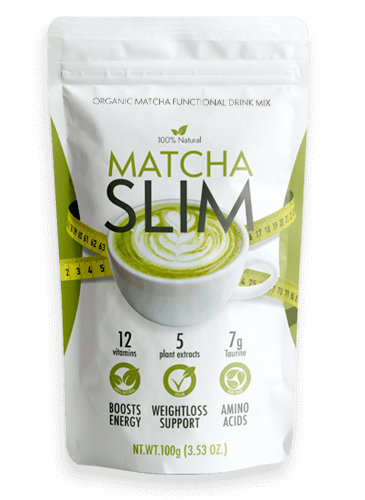 ORGANIC MATCHA FUNCTIONAL DRINK MIX
100% Natural
MATCHA
SLIM
12 5 7g
vitamins plant extracts Taurine
BOOSTS WEIGHTLOSS AMINO
ENERGY SUPPORT ACIDS
NT.WT.100g (3.53 OZ.)